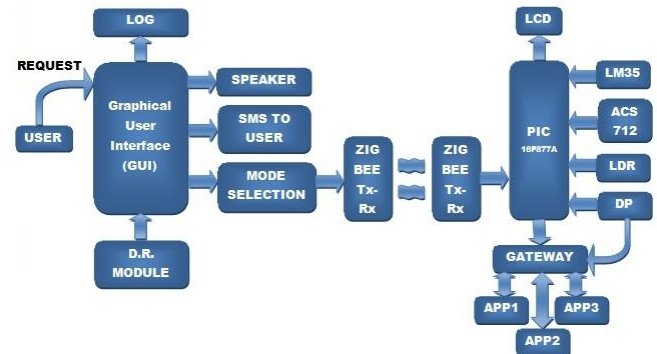 LOG
REQUEST
USER
Graphical
User
Interface
(GUI)
SPEAKER
SMS TO
USER
MODE
SELECTION
D.R.
MODULE
ZIG
BEE
Tx-
Rx
ZIG
BEE
Tx-
Rx
LCD
PIC
16F877A
LM35
ACS
712
LDR
DP
GATEWAY
APP1
APP2
APP3